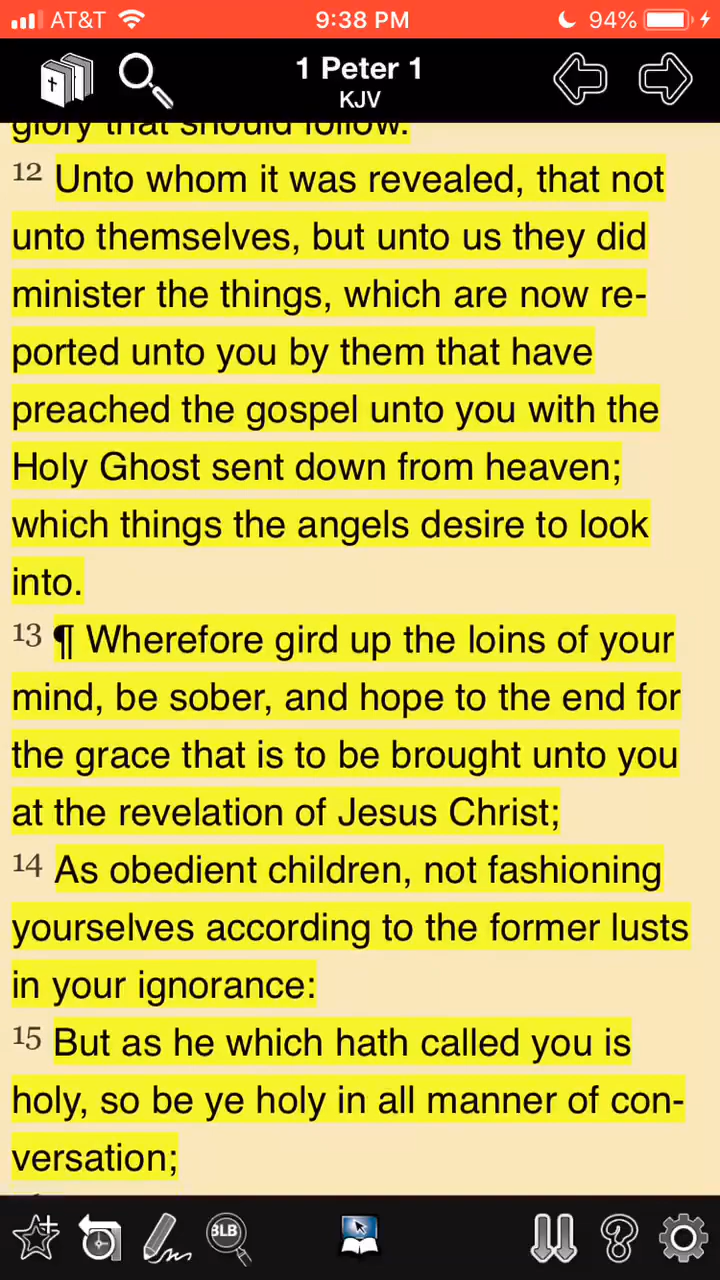 AT&T 9:38 PM 94%
1 Peter 1
KJV
glory that should follow.
12 Unto whom it was revealed, that not
unto themselves, but unto us they did
minister the things, which are now re-
ported unto you by them that have
preached the gospel unto you with the
Holy Ghost sent down from heaven;
which things the angels desire to look
into.
13 ¶ Wherefore gird up the loins of your
mind, be sober, and hope to the end for
the grace that is to be brought unto you
at the revelation of Jesus Christ;
14 As obedient children, not fashioning
yourselves according to the former lusts
in your ignorance:
15 But as he which hath called you is
holy, so be ye holy in all manner of con-
versation;
BLB